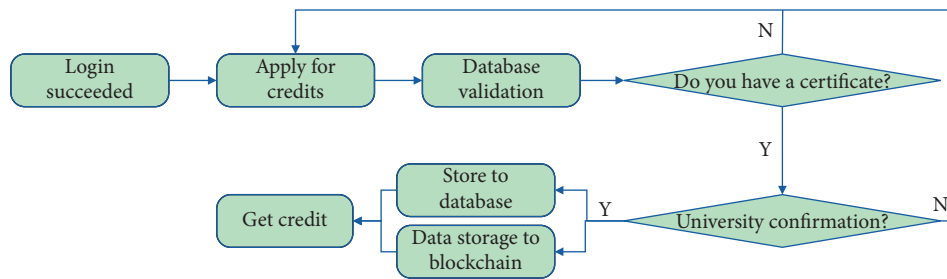 N
Login
succeeded
Apply for
credits
Database
validation
Do you have a certificate?
Y
Store to
database
Get credit
Y
University confirmation?
N
Data storage to
blockchain